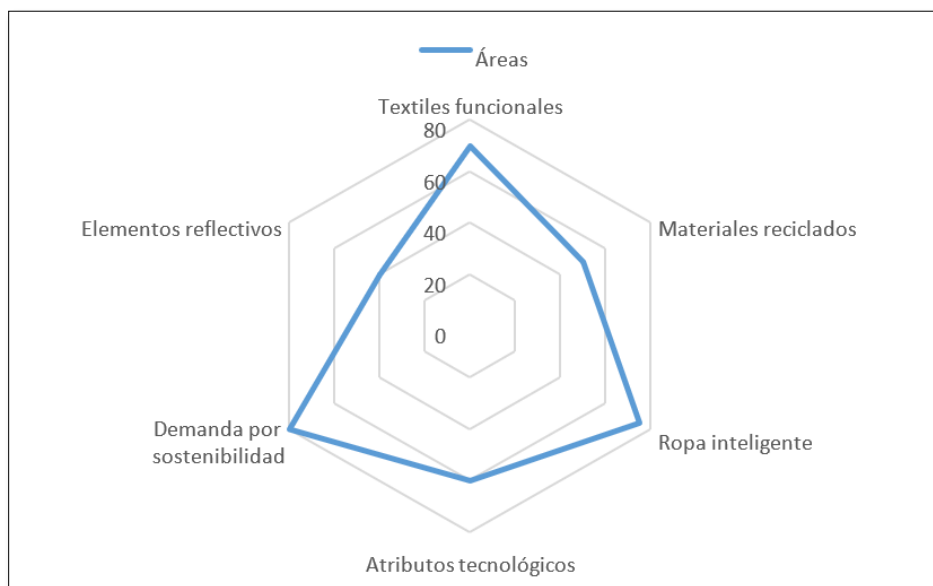 Áreas
Textiles funcionales
80
60
40
20
0
Elementos reflectivos
Materiales reciclados
Demanda por
sostenibilidad
Ropa inteligente
Atributos tecnológicos